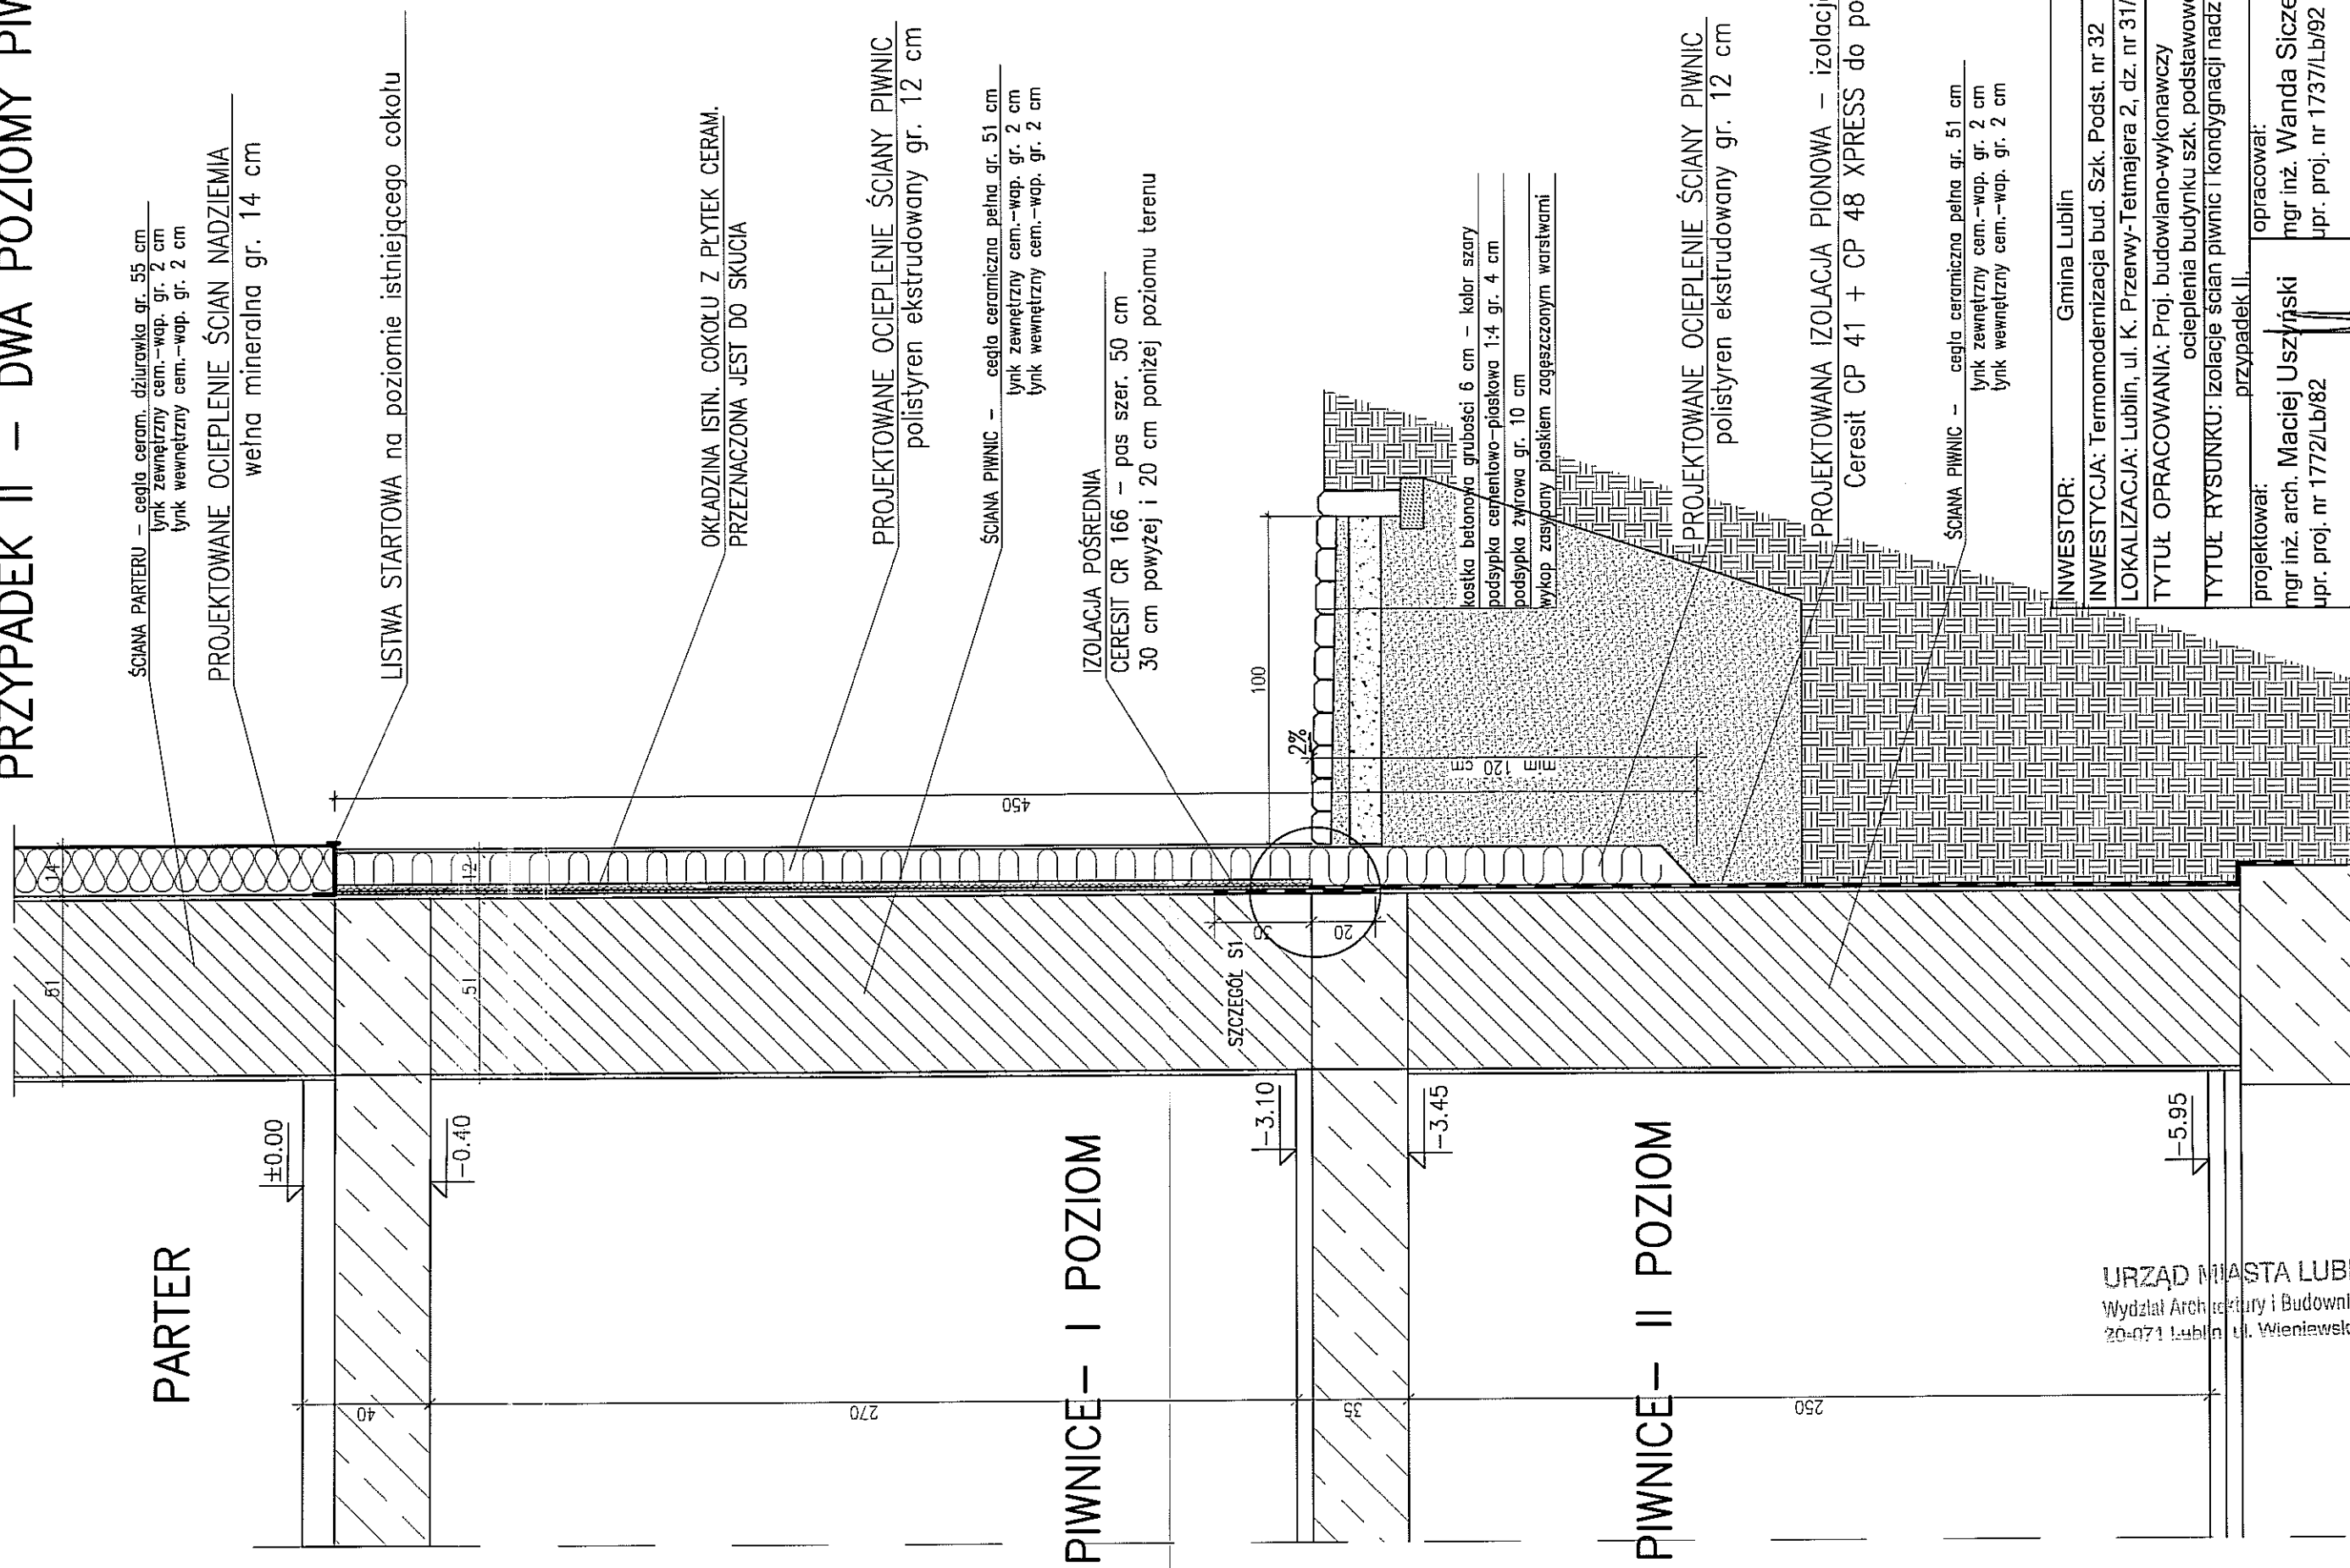 PRZYPADEK II – DWA POZIOMY
ŚCIANA PARTERU – cegła ceram. dziurawka gr. 55 cm
tynk zewnętrzny cem.–wap. gr. 2 cm
tynk wewnętrzny cem.–wap. gr. 2 cm
PROJEKTOWANE OCIEPLENIE ŚCIAN NADZIEMIA
wełna mineralna gr. 14 cm
LISTWA STARTOWA na poziomie istniejącego cokołu
OKŁADZINA ISTN. COKOŁU Z PŁYTEK CERAM.
PRZEZNACZONA JEST DO SKUCIA
PROJEKTOWANE OCIEPLENIE ŚCIANY PIWNIC
polistyren ekstrudowany gr. 12 cm
ŚCIANA PIWNIC – cegła ceramiczna pełna gr. 51 cm
tynk zewnętrzny cem.–wap. gr. 2 cm
tynk wewnętrzny cem.–wap. gr. 2 cm
IZOLACJA POŚREDNIA
CERESIT CR 166 – pas szer. 50 cm
30 cm powyżej i 20 cm poniżej poziomu terenu
kostka betonowa grubości 6 cm – kolor szary
podsypka cementowo–piaskowa 1:4 gr. 4 cm
podsypka żwirowa gr. 10 cm
wykop zasypany piaskiem zagęszczonym warstwami
PROJEKTOWANE OCIEPLENIE ŚCIANY PIWNIC
polistyren ekstrudowany gr. 12 cm
PROJEKTOWANA IZOLACJA PIONOWA –
Ceresit CP 41 + CP 48 XPRESS do
ŚCIANA PIWNIC – cegła ceramiczna pełna gr. 51 cm
tynk zewnętrzny cem.–wap. gr. 2 cm
tynk wewnętrzny cem.–wap. gr. 2 cm
14
61
12
51
450
100
2%
mim 120 cm
30
20
SZCZEGÓŁ S1
PARTER
±0.00
-0.40
PIWNICE– I POZIOM
-3.10
-3.45
PIWNICE– II POZIOM
-5.95
40
270
35
250
INWESTOR: Gmina Lublin
INWESTYCJA: Termomodernizacja bud. Szk. Podst. nr 32
LOKALIZACJA: Lublin, ul. K. Przerwy-Tetmajera 2, dz. nr 31/
TYTUŁ OPRACOWANIA: Proj. budowlano-wykonawczy
ocieplenia budynku szk.
TYTUŁ RYSUNKU: Izolacje ścian piwnic i kondygnacji
przypadek II.
projektował:
mgr inż. arch. Maciej Uszyński
upr. proj. nr 1772/Lb/82
opracował:
mgr inż. Wanda
upr. proj. nr 1737/Lb/92
URZĄD MIASTA
Wydział i
20-071 Lublin, ul.